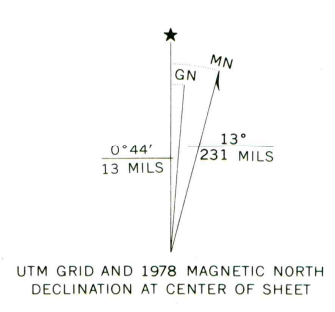 MN
GN
0°44'
13 MILS
13°
231 MILS
UTM GRID AND 1978 MAGNETIC NORTH
DECLINATION AT CENTER OF SHEET